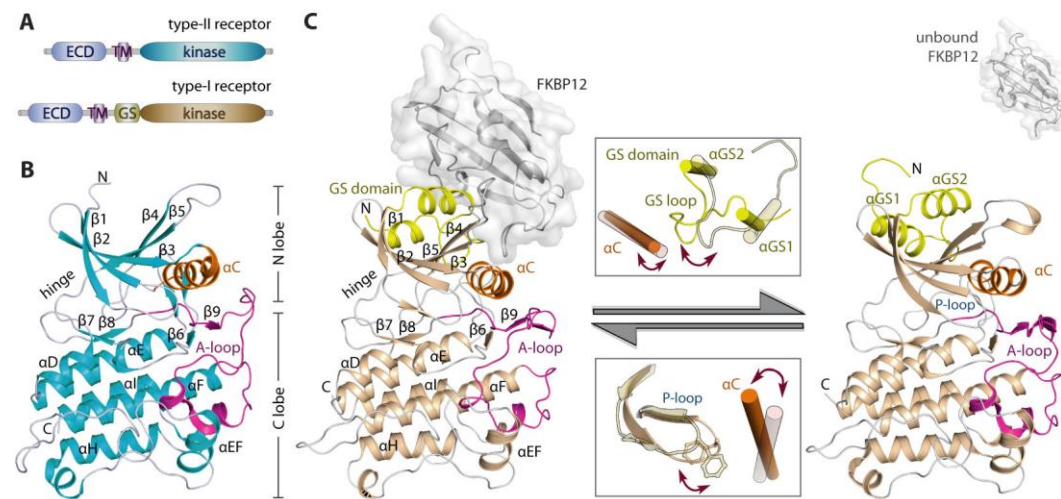 A
type-II receptor
ECD TM kinase
type-I receptor
ECD TM GS kinase
B
N
β1
β2
β4
β5
β3
αC
hinge
β7
β8
β6
β9
A-loop
αD
αE
αI
αF
C
αH
αEF
N lobe
C lobe
C
FKBP12
GS domain
N
β1
β4
β5
β2
β3
αC
hinge
β7
β8
β6
β9
A-loop
αD
αE
αI
αF
C
αH
αEF
GS domain
αGS2
GS loop
αC
αGS1
P-loop
αC
unbound
FKBP12
N
αGS2
αGS1
αC
P-loop
A-loop
C